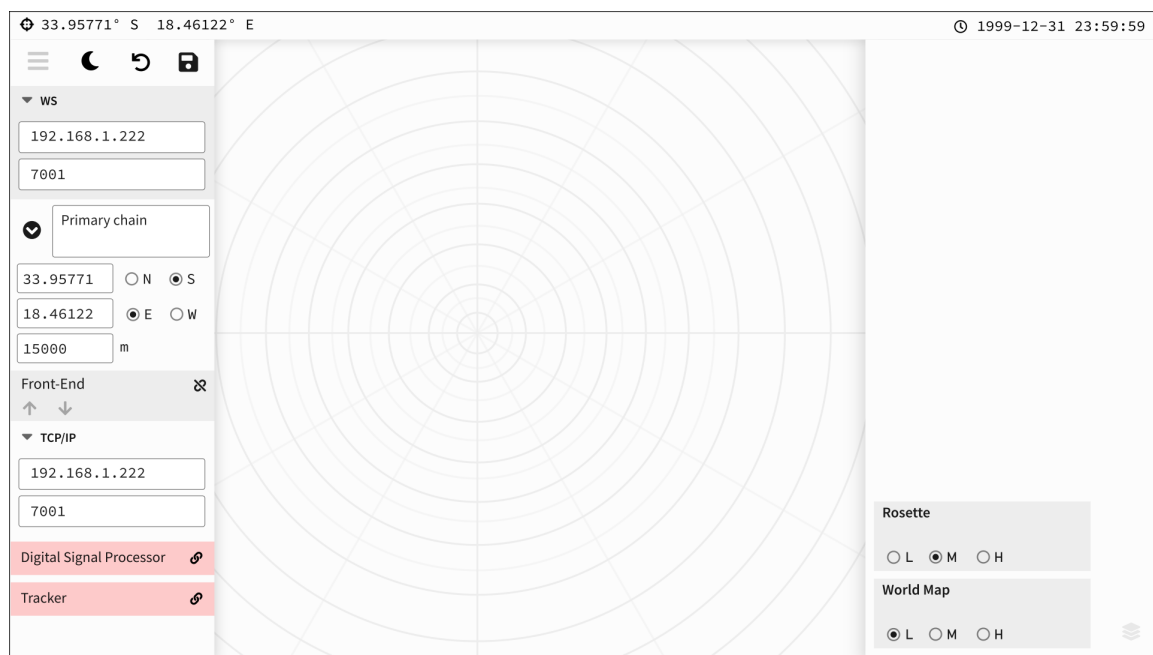 33.95771° S 18.46122° E
1999-12-31 23:59:59
WS
192.168.1.222
7001
Primary chain
33.95771 N S
18.46122 E W
15000 m
Front-End
TCP/IP
192.168.1.222
7001
Digital Signal Processor
Tracker
Rosette
L M H
World Map
L M H